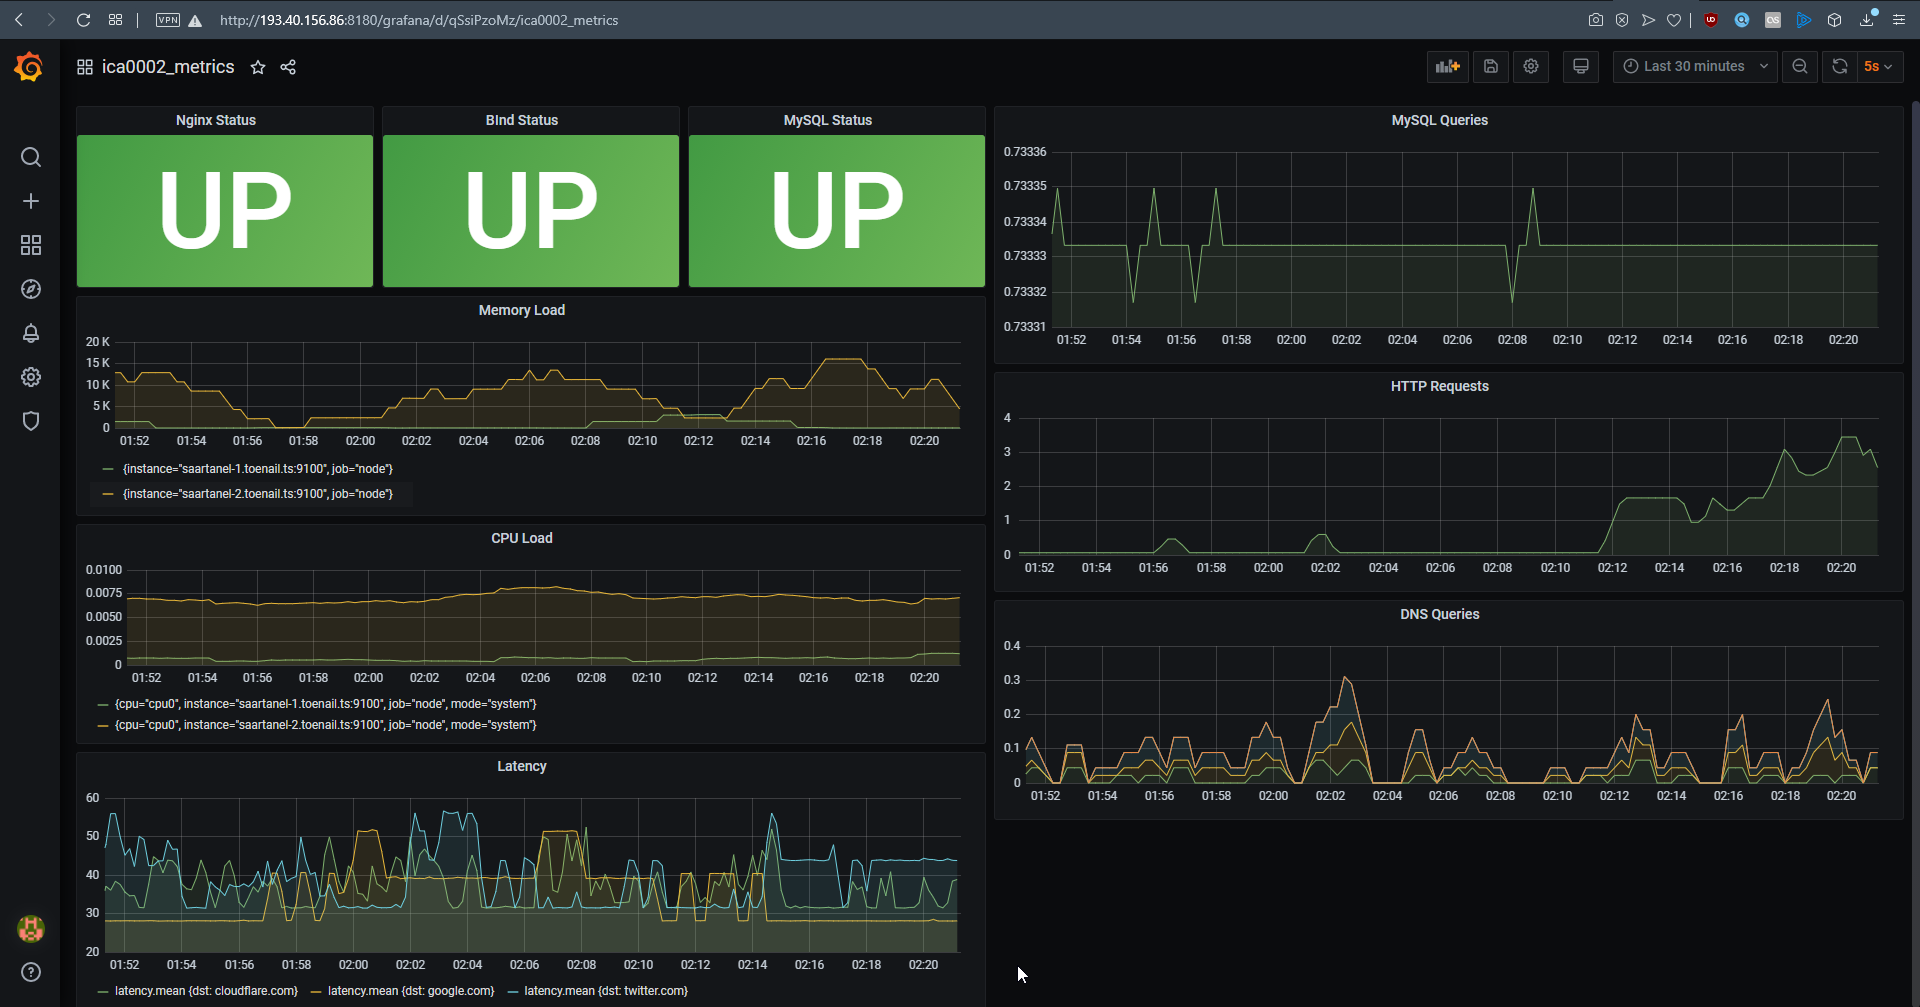 VPN http://193.40.156.86:8180/grafana/d/qSsiPzoMz/ica0002_metrics
ica0002_metrics
Last 30 minutes
5s
Nginx Status
BInd Status
MySQL Status
UP
UP
UP
MySQL Queries
0.73336
0.73335
0.73334
0.73333
0.73332
0.73331
01:52 01:54 01:56 01:58 02:00 02:02 02:04 02:06 02:08 02:10 02:12 02:14 02:16 02:18 02:20
Memory Load
20 K
15 K
10 K
5 K
0
01:52 01:54 01:56 01:58 02:00 02:02 02:04 02:06 02:08 02:10 02:12 02:14 02:16 02:18 02:20
{instance="saartanel-1.toenail.ts:9100", job="node"}
{instance="saartanel-2.toenail.ts:9100", job="node"}
HTTP Requests
4
3
2
1
0
01:52 01:54 01:56 01:58 02:00 02:02 02:04 02:06 02:08 02:10 02:12 02:14 02:16 02:18 02:20
CPU Load
0.0100
0.0075
0.0050
0.0025
0
01:52 01:54 01:56 01:58 02:00 02:02 02:04 02:06 02:08 02:10 02:12 02:14 02:16 02:18 02:20
{cpu="cpu0", instance="saartanel-1.toenail.ts:9100", job="node", mode="system"}
{cpu="cpu0", instance="saartanel-2.toenail.ts:9100", job="node", mode="system"}
DNS Queries
0.4
0.3
0.2
0.1
0
01:52 01:54 01:56 01:58 02:00 02:02 02:04 02:06 02:08 02:10 02:12 02:14 02:16 02:18 02:20
Latency
60
50
40
30
20
01:52 01:54 01:56 01:58 02:00 02:02 02:04 02:06 02:08 02:10 02:12 02:14 02:16 02:18 02:20
latency.mean {dst: cloudflare.com} latency.mean {dst: google.com} latency.mean {dst: twitter.com}